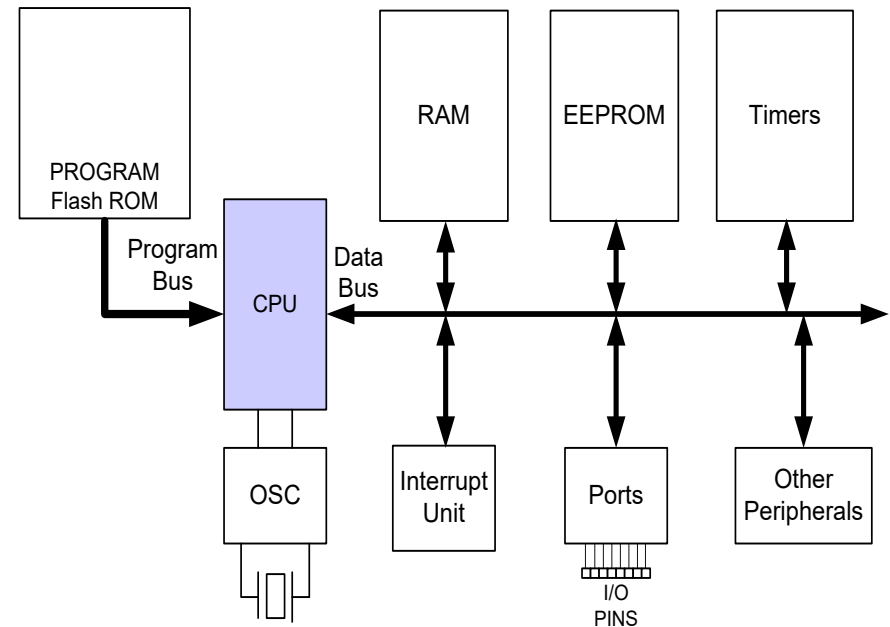 PROGRAM
Flash ROM
RAM
EEPROM
Timers
Program
Bus
CPU
Data
Bus
OSC
Interrupt
Unit
Ports
Other
Peripherals
I/O
PINS